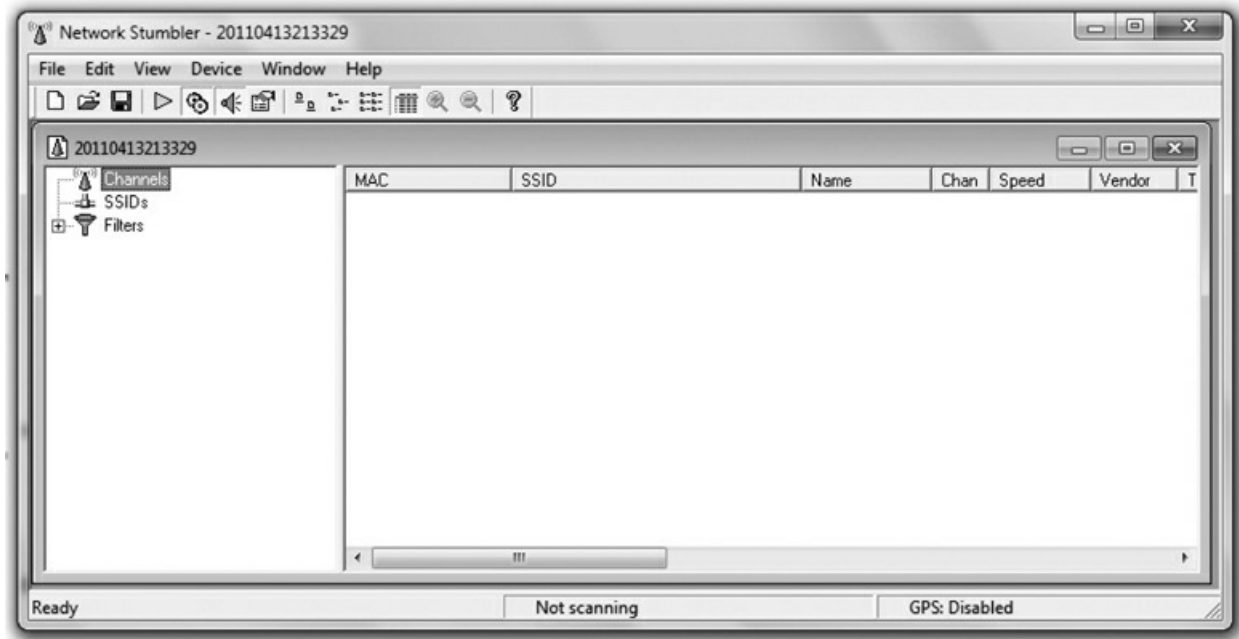 Network Stumbler - 20110413213329
File Edit View Device Window Help
20110413213329
Channels
SSIDs
Filters
MAC SSID Name Chan Speed Vendor T
Ready Not scanning GPS: Disabled